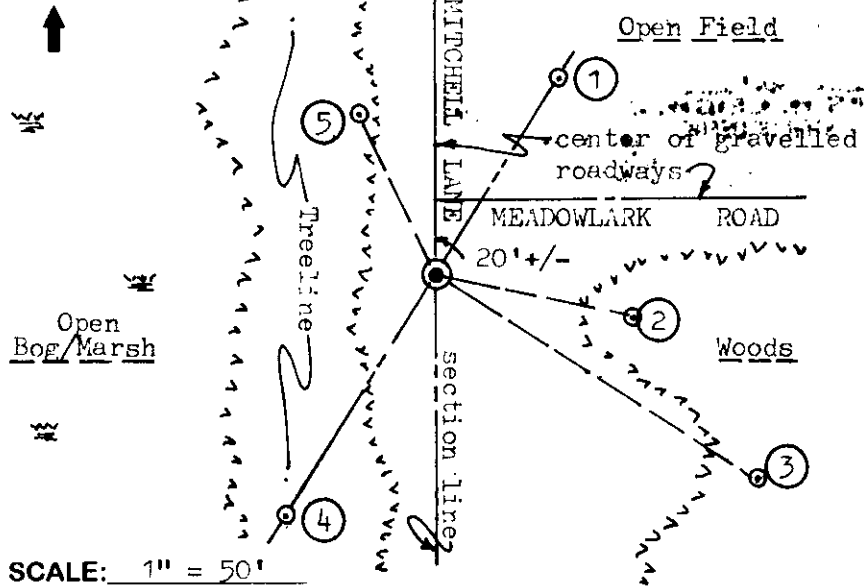 Open Field
MITCHELL LANE
1
5
center of gravelled
roadways
MEADOWLARK ROAD
Treeline
20'+/-
2
Open
Bog/Marsh
Woods
section line
3
4
SCALE: 1" = 50'